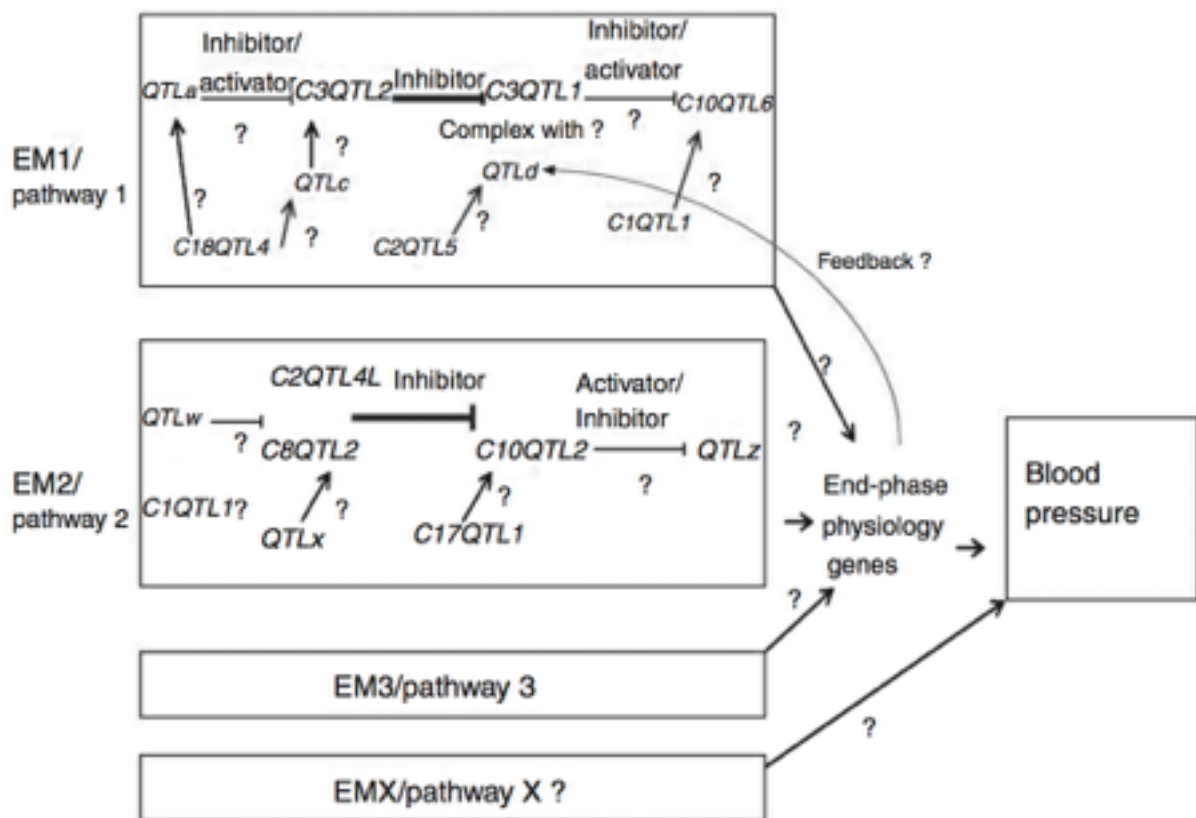 Inhibitor/
activator
Inhibitor
Inhibitor/
activator
QTLa
C3QTL2
C3QTL1
C10QTL6
?
Complex with ?
?
EM1/
pathway 1
?
QTLc
QTLd
?
?
C18QTL4
?
C2QTL5
?
C1QTL1
Feedback ?
?
C2QTL4L
Inhibitor
Activator/
Inhibitor
QTLw
?
C8QTL2
C10QTL2
QTLz
?
?
EM2/
pathway 2
C1QTL1?
?
QTLx
?
C17QTL1
End-phase
physiology
genes
Blood
pressure
?
EM3/pathway 3
?
EMX/pathway X ?